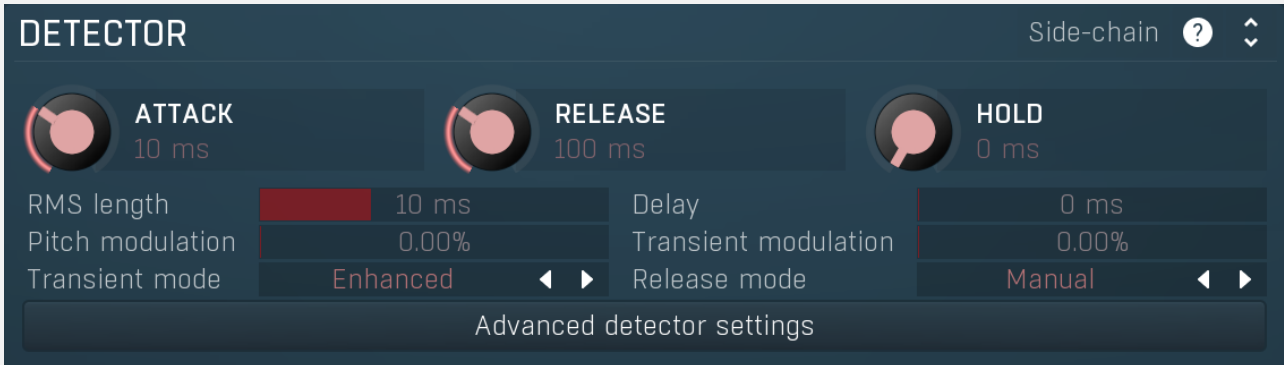 DETECTOR Side-chain ?
ATTACK RELEASE HOLD
10 ms 100 ms 0 ms
RMS length 10 ms Delay 0 ms
Pitch modulation 0.00% Transient modulation 0.00%
Transient mode Enhanced Release mode Manual
Advanced detector settings